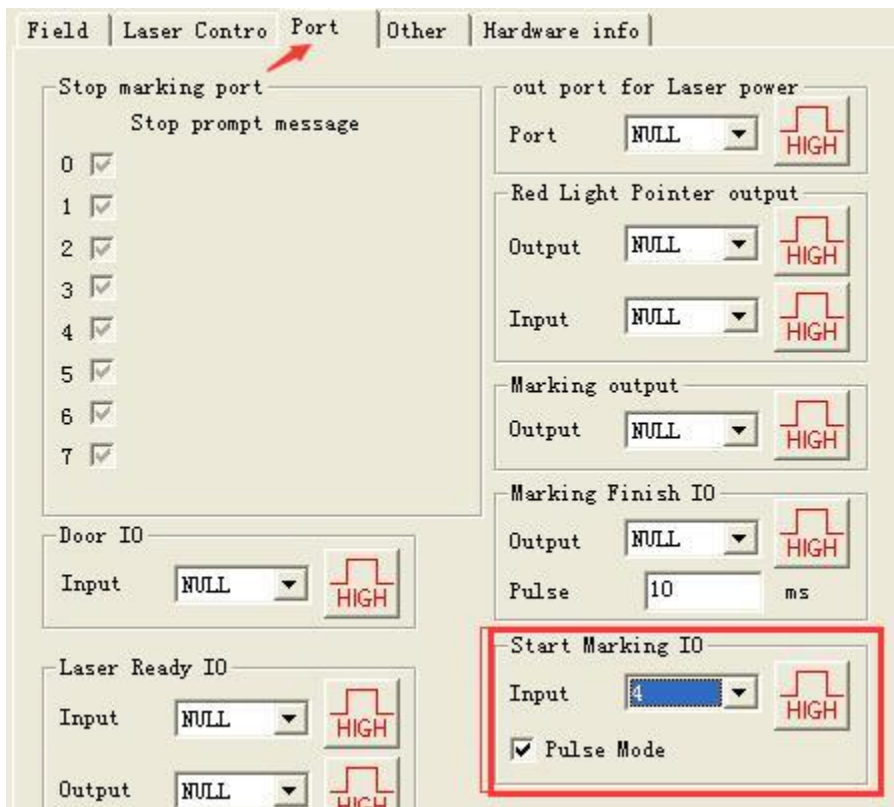 Field
Laser Contro
Port
Other
Hardware info
Stop marking port
Stop prompt message
0
1
2
3
4
5
6
7
Door IO
Input NULL HIGH
Laser Ready IO
Input NULL HIGH
Output NULL HIGH
out port for Laser power
Port NULL HIGH
Red Light Pointer output
Output NULL HIGH
Input NULL HIGH
Marking output
Output NULL HIGH
Marking Finish IO
Output NULL HIGH
Pulse 10 ms
Start Marking IO
Input 4 HIGH
Pulse Mode